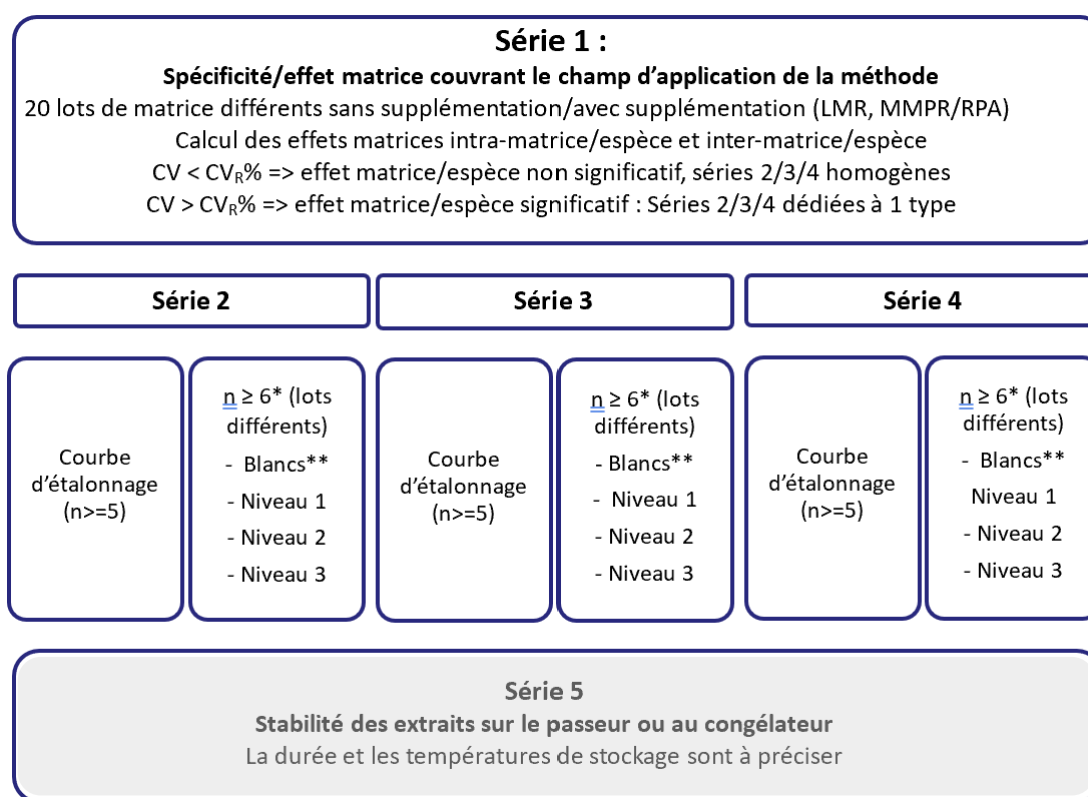 Série 1 :
Spécificité/effet matrice couvrant le champ d'application de la méthode
20 lots de matrice différents sans supplémentation/avec supplémentation (LMR, MMPR/RPA)
Calcul des effets matrices intra-matrice/espèce et inter-matrice/espèce
CV < CVR% => effet matrice/espèce non significatif, séries 2/3/4 homogènes
CV > CVR% => effet matrice/espèce significatif : Séries 2/3/4 dédiées à 1 type
Série 2
Série 3
Série 4
Courbe
d'étalonnage
(n>=5)
n ≥ 6* (lots
différents)
- Blancs**
- Niveau 1
- Niveau 2
- Niveau 3
Courbe
d'étalonnage
(n>=5)
n ≥ 6* (lots
différents)
- Blancs**
- Niveau 1
- Niveau 2
- Niveau 3
Courbe
d'étalonnage
(n>=5)
n ≥ 6* (lots
différents)
- Blancs**
Niveau 1
- Niveau 2
- Niveau 3
Série 5
Stabilité des extraits sur le passeur ou au congélateur
La durée et les températures de stockage sont à préciser